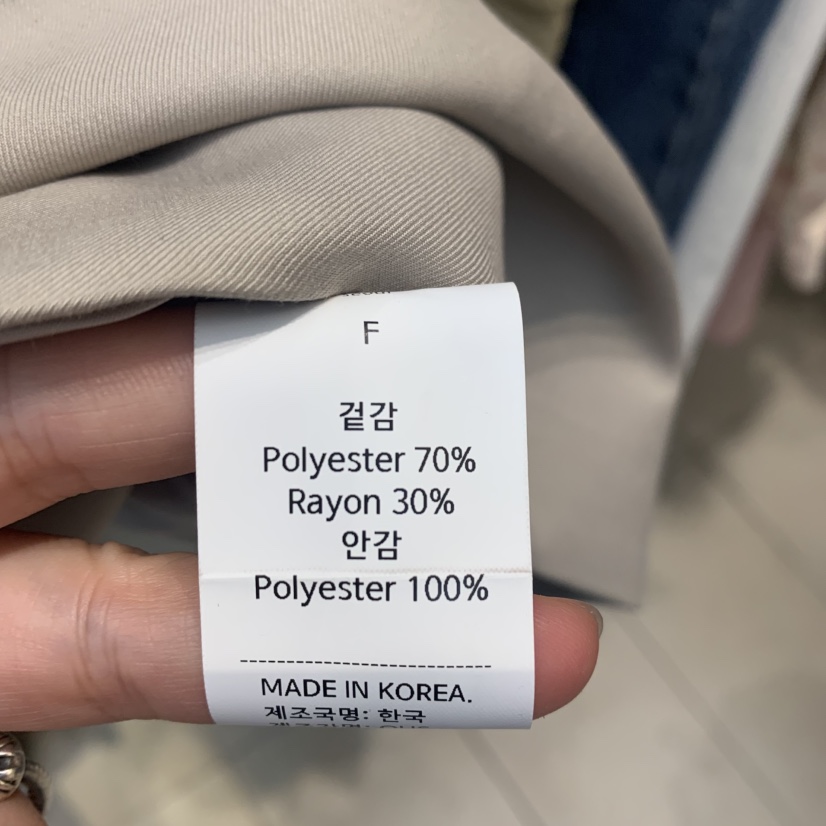 F
겉감
Polyester 70%
Rayon 30%
안감
Polyester 100%
MADE IN KOREA.
제조국명: 한국